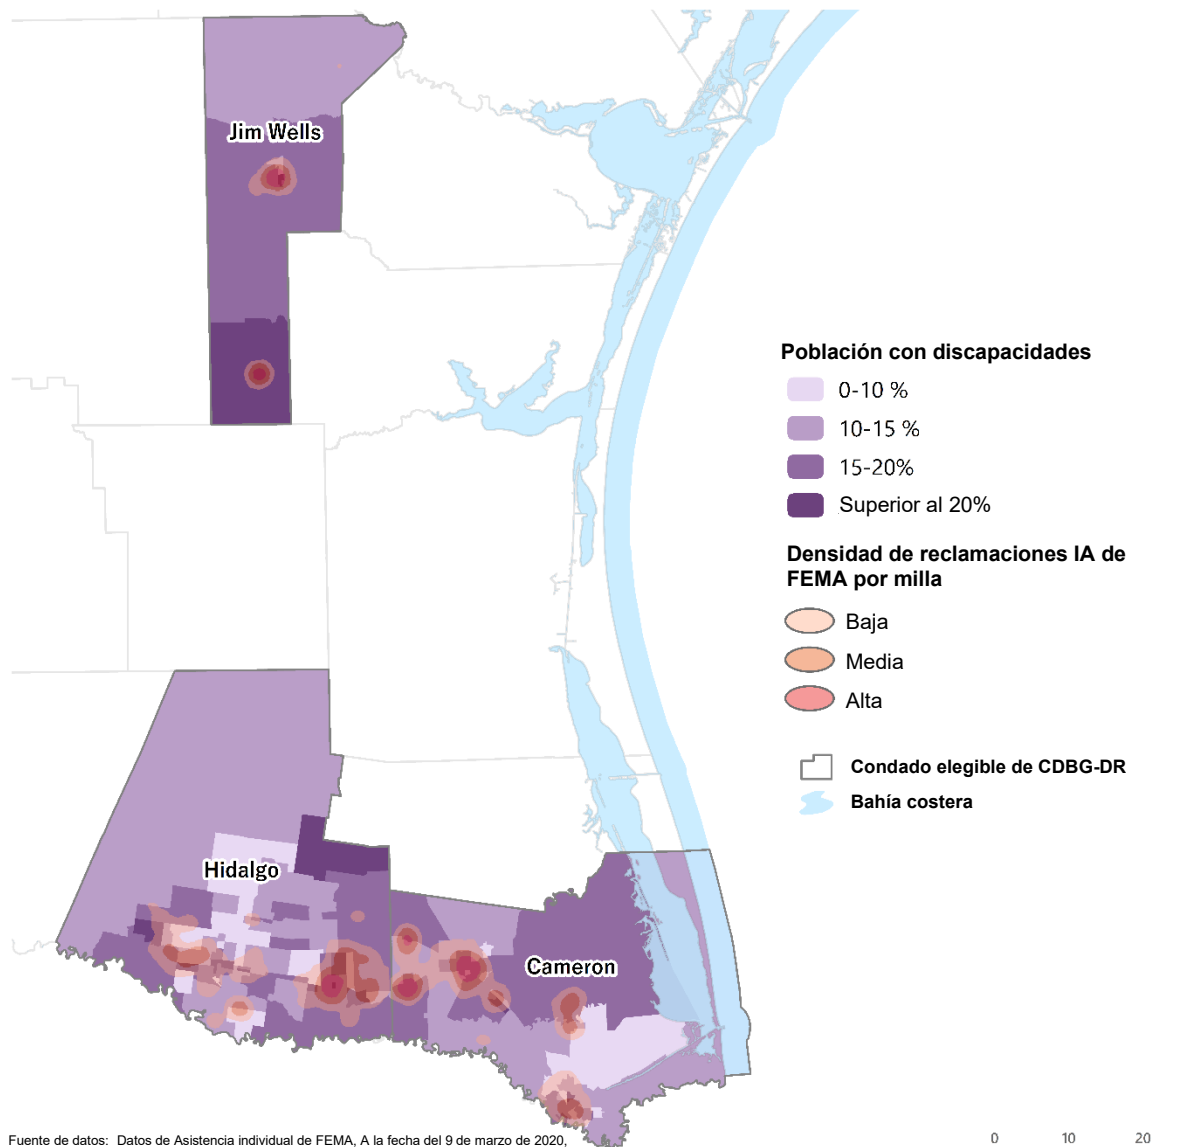 Jim Wells
Población con discapacidades
0-10 %
10-15 %
15-20%
Superior al 20%
Densidad de reclamaciones IA de
FEMA por milla
Baja
Media
Alta
Condado elegible de CDBG-DR
Bahía costera
Hidalgo
Cameron
Fuente de datos: Datos de Asistencia individual de FEMA, A la fecha del 9 de marzo de 2020,
0 10 20